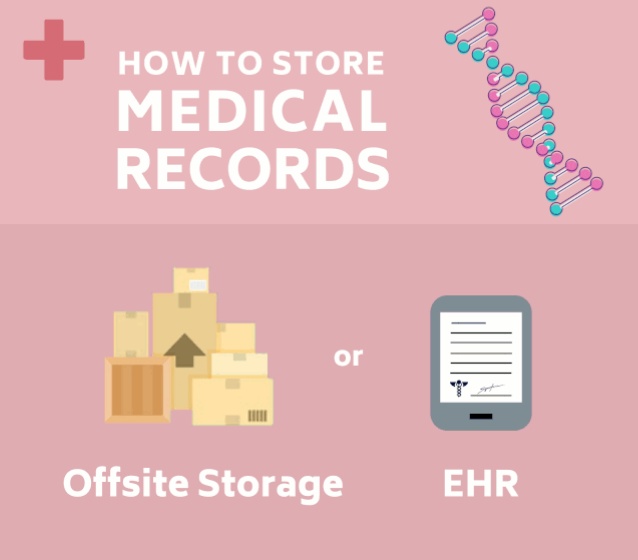 HOW TO STORE
MEDICAL
RECORDS
or
Offsite Storage
EHR